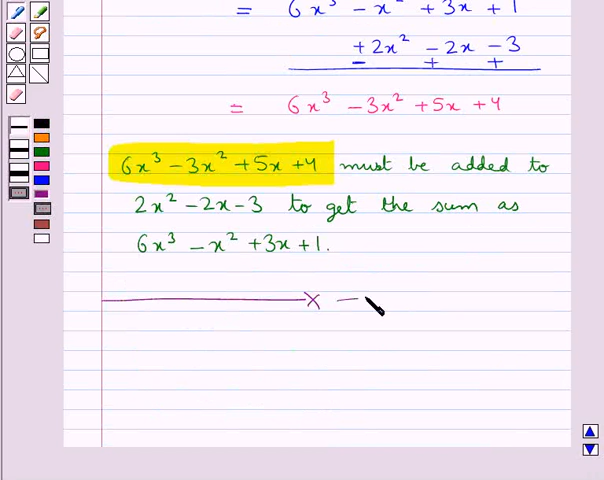 = 6x³ - x² + 3x + 1
+2x² - 2x - 3
- + +
= 6x³ - 3x² + 5x + 4
6x³ - 3x² + 5x + 4 must be added to
2x² - 2x - 3 to get the sum as
6x³ - x² + 3x + 1.